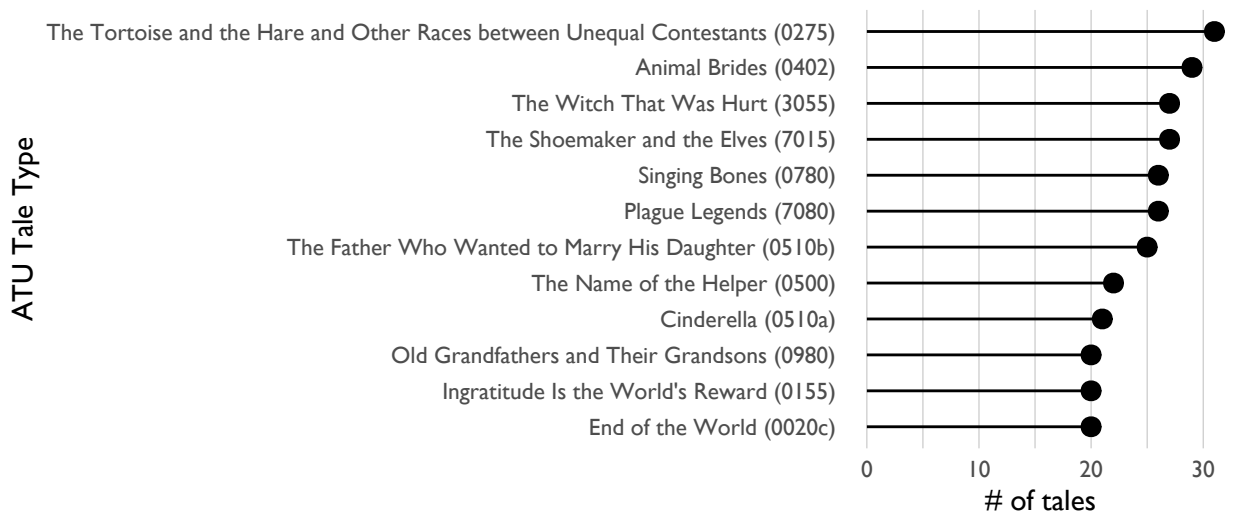 The Tortoise and the Hare and Other Races between Unequal Contestants (0275)
Animal Brides (0402)
The Witch That Was Hurt (3055)
The Shoemaker and the Elves (7015)
Singing Bones (0780)
Plague Legends (7080)
The Father Who Wanted to Marry His Daughter (0510b)
The Name of the Helper (0500)
Cinderella (0510a)
Old Grandfathers and Their Grandsons (0980)
Ingratitude Is the World's Reward (0155)
End of the World (0020c)
ATU Tale Type
0 10 20 30
# of tales